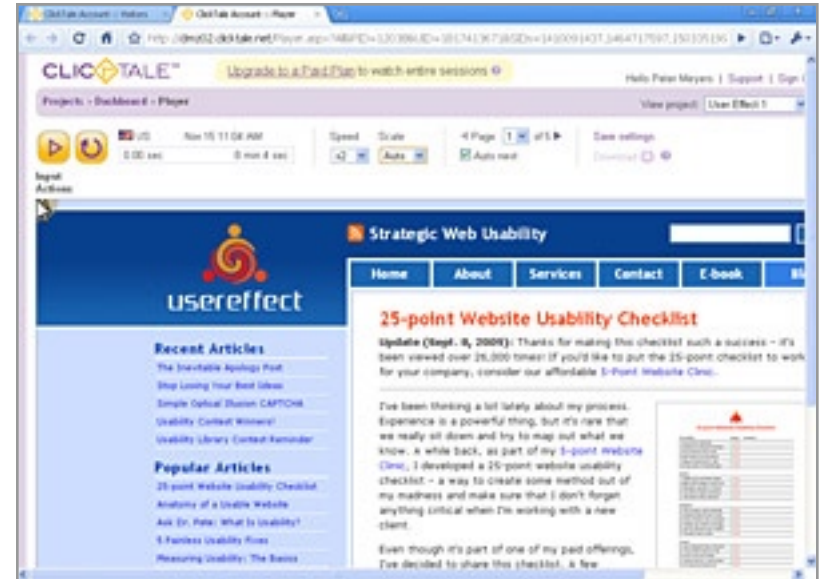 ClickTale Account : Visitors
ClickTale Account : Player
CLICKTALE™
Upgrade to a Paid Plan to watch entire sessions
Hello Peter Meyers | Support | Sign
Projects > Dashboard > Player
View project: User Effect 1
US Nov 15 11:04 AM
Speed Scale
Page 1 of 5
Save settings
0.00 sec 8 min 4 sec
x2 Auto
Auto next
Download
Input
Actions
Strategic Web Usability
Home About Services Contact E-book
usereffect
25-point Website Usability Checklist
Update (Sept. 8, 2009): Thanks for making this checklist such a success – it's
been viewed over 26,000 times! If you'd like to put the 25-point checklist to work
for your company, consider our affordable 5-Point Website Clinic.
Recent Articles
The Inevitable Apology Post
Stop Losing Your Best Ideas
Simple Optical Illusion CAPTCHA
Usability Contest Winners!
Usability Library Contest Reminder
Popular Articles
25-point Website Usability Checklist
Anatomy of a Usable Website
Ask Dr. Pete: What Is Usability?
5 Painless Usability Fixes
Measuring Usability: The Basics
I've been thinking a lot lately about my process.
Experience is a powerful thing, but it's rare that
we really sit down and try to map out what we
know. A while back, as part of my 5-point Website
Clinic, I developed a 25-point website usability
checklist – a way to create some method out of
my madness and make sure that I don't forget
anything critical when I'm working with a new
client.
Even though it's part of one of my paid offerings,
I've decided to share this checklist. A few